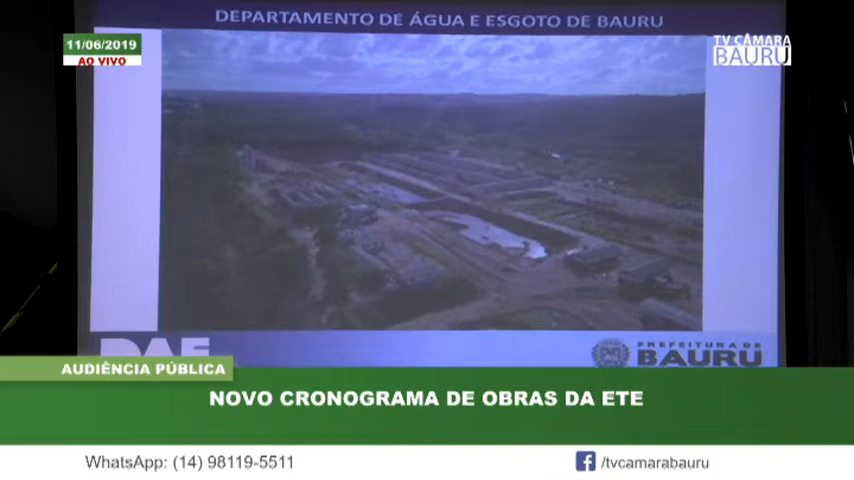 DEPARTAMENTO DE ÁGUA E ESGOTO DE BAURU
11/06/2019
AO VIVO
TV CÂMARA
BAURU
DAE
PREFEITURA DE
BAURU
AUDIÊNCIA PÚBLICA
NOVO CRONOGRAMA DE OBRAS DA ETE
WhatsApp: (14) 98119-5511
/tvcamarabauru